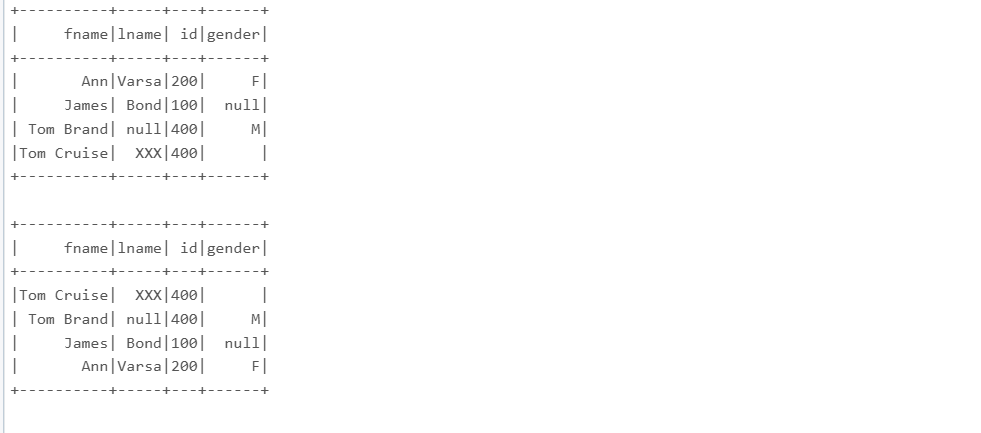 +----------+-----+---+------+
|     fname|lname| id|gender|
+----------+-----+---+------+
|       Ann|Varsa|200|     F|
|     James| Bond|100|  null|
| Tom Brand| null|400|     M|
|Tom Cruise|  XXX|400|      |
+----------+-----+---+------+

+----------+-----+---+------+
|     fname|lname| id|gender|
+----------+-----+---+------+
|Tom Cruise|  XXX|400|      |
| Tom Brand| null|400|     M|
|     James| Bond|100|  null|
|       Ann|Varsa|200|     F|
+----------+-----+---+------+